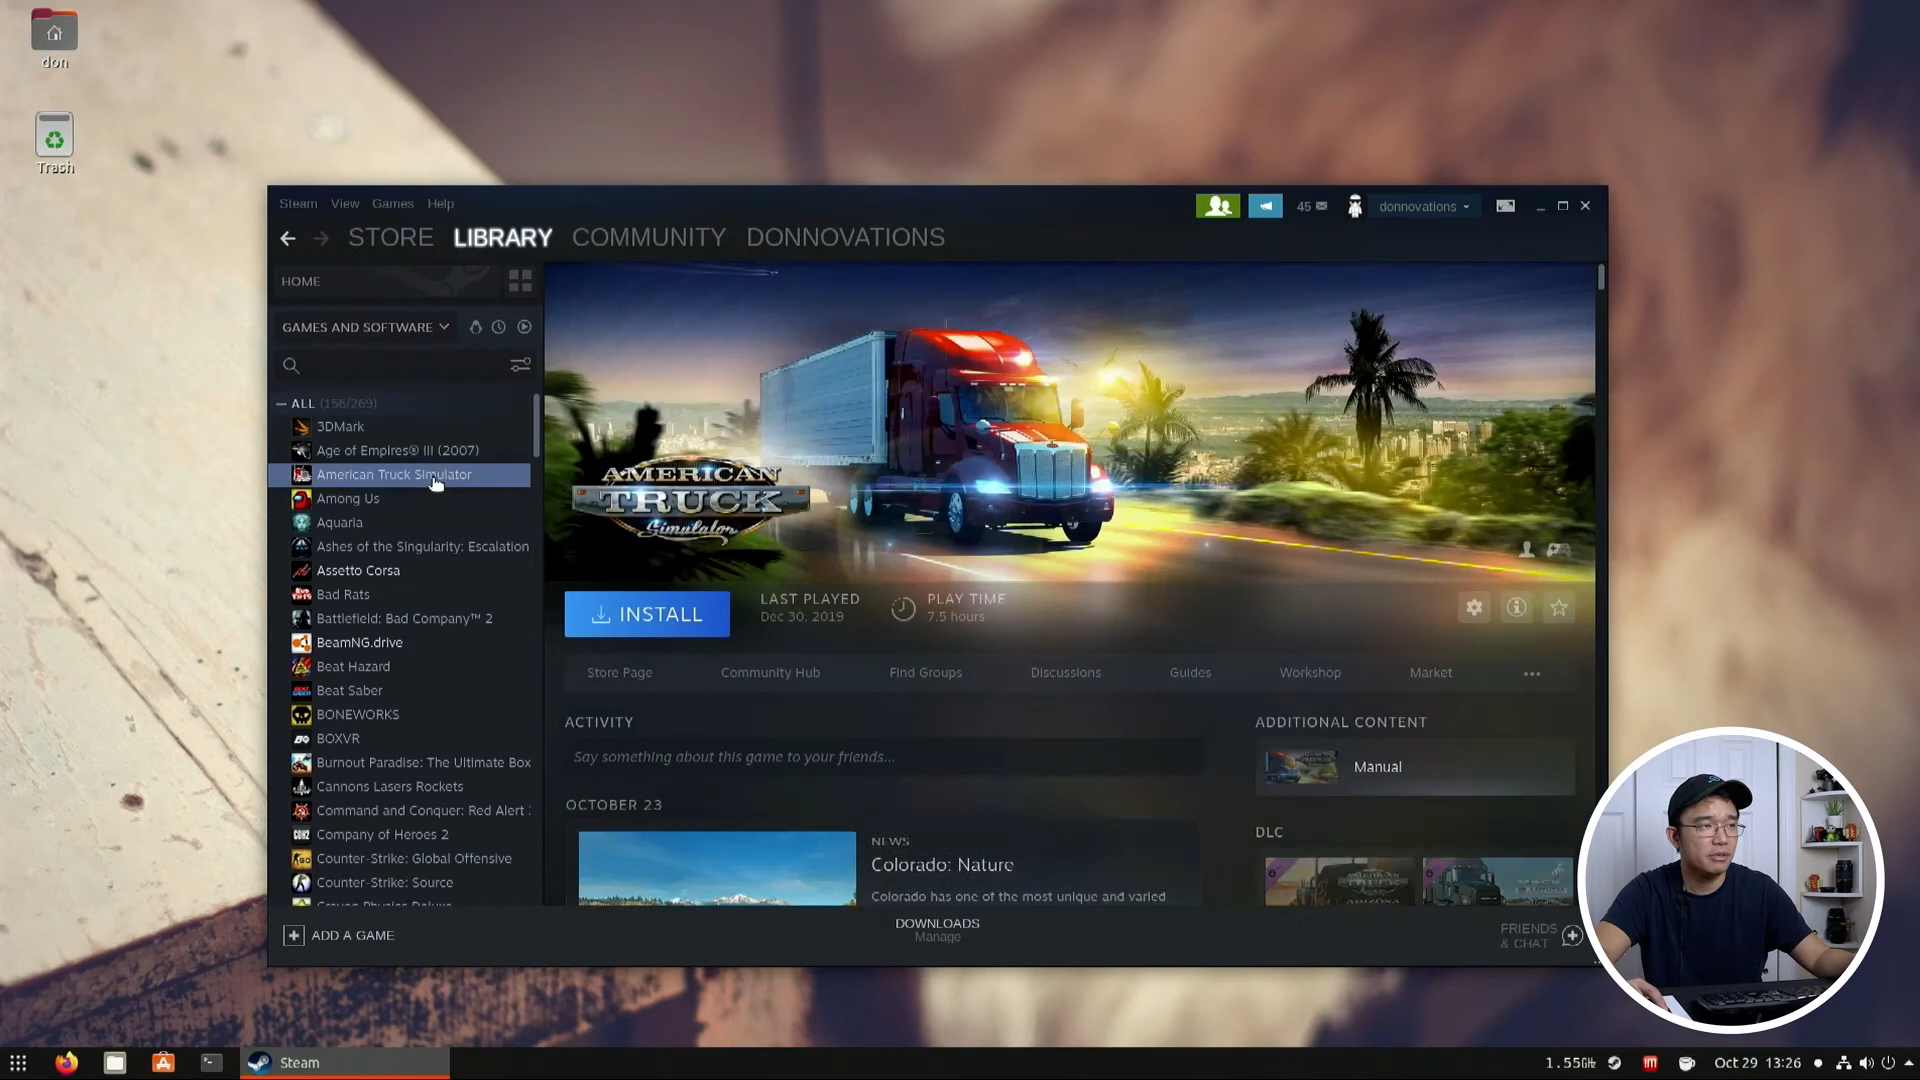 don
Trash
Steam View Games Help
45
donnovations
STORE LIBRARY COMMUNITY DONNOVATIONS
HOME
GAMES AND SOFTWARE
ALL (156/269)
3DMark
Age of Empires® III (2007)
American Truck Simulator
Among Us
Aquaria
Ashes of the Singularity: Escalation
Assetto Corsa
Bad Rats
Battlefield: Bad Company™ 2
BeamNG.drive
Beat Hazard
Beat Saber
BONEWORKS
BOXVR
Burnout Paradise: The Ultimate Box
Cannons Lasers Rockets
Command and Conquer: Red Alert
Company of Heroes 2
Counter-Strike: Global Offensive
Counter-Strike: Source
Crayon Physics Deluxe
ADD A GAME
AMERICAN
TRUCK
Simulator
INSTALL
LAST PLAYED
Dec 30, 2019
PLAY TIME
7.5 hours
Store Page Community Hub Find Groups Discussions Guides Workshop Market
ACTIVITY
Say something about this game to your friends...
OCTOBER 23
NEWS
Colorado: Nature
Colorado has one of the most unique and varied
ADDITIONAL CONTENT
Manual
DLC
DOWNLOADS
Manage
FRIENDS
& CHAT
Steam
1.55GHz
Oct 29 13:26